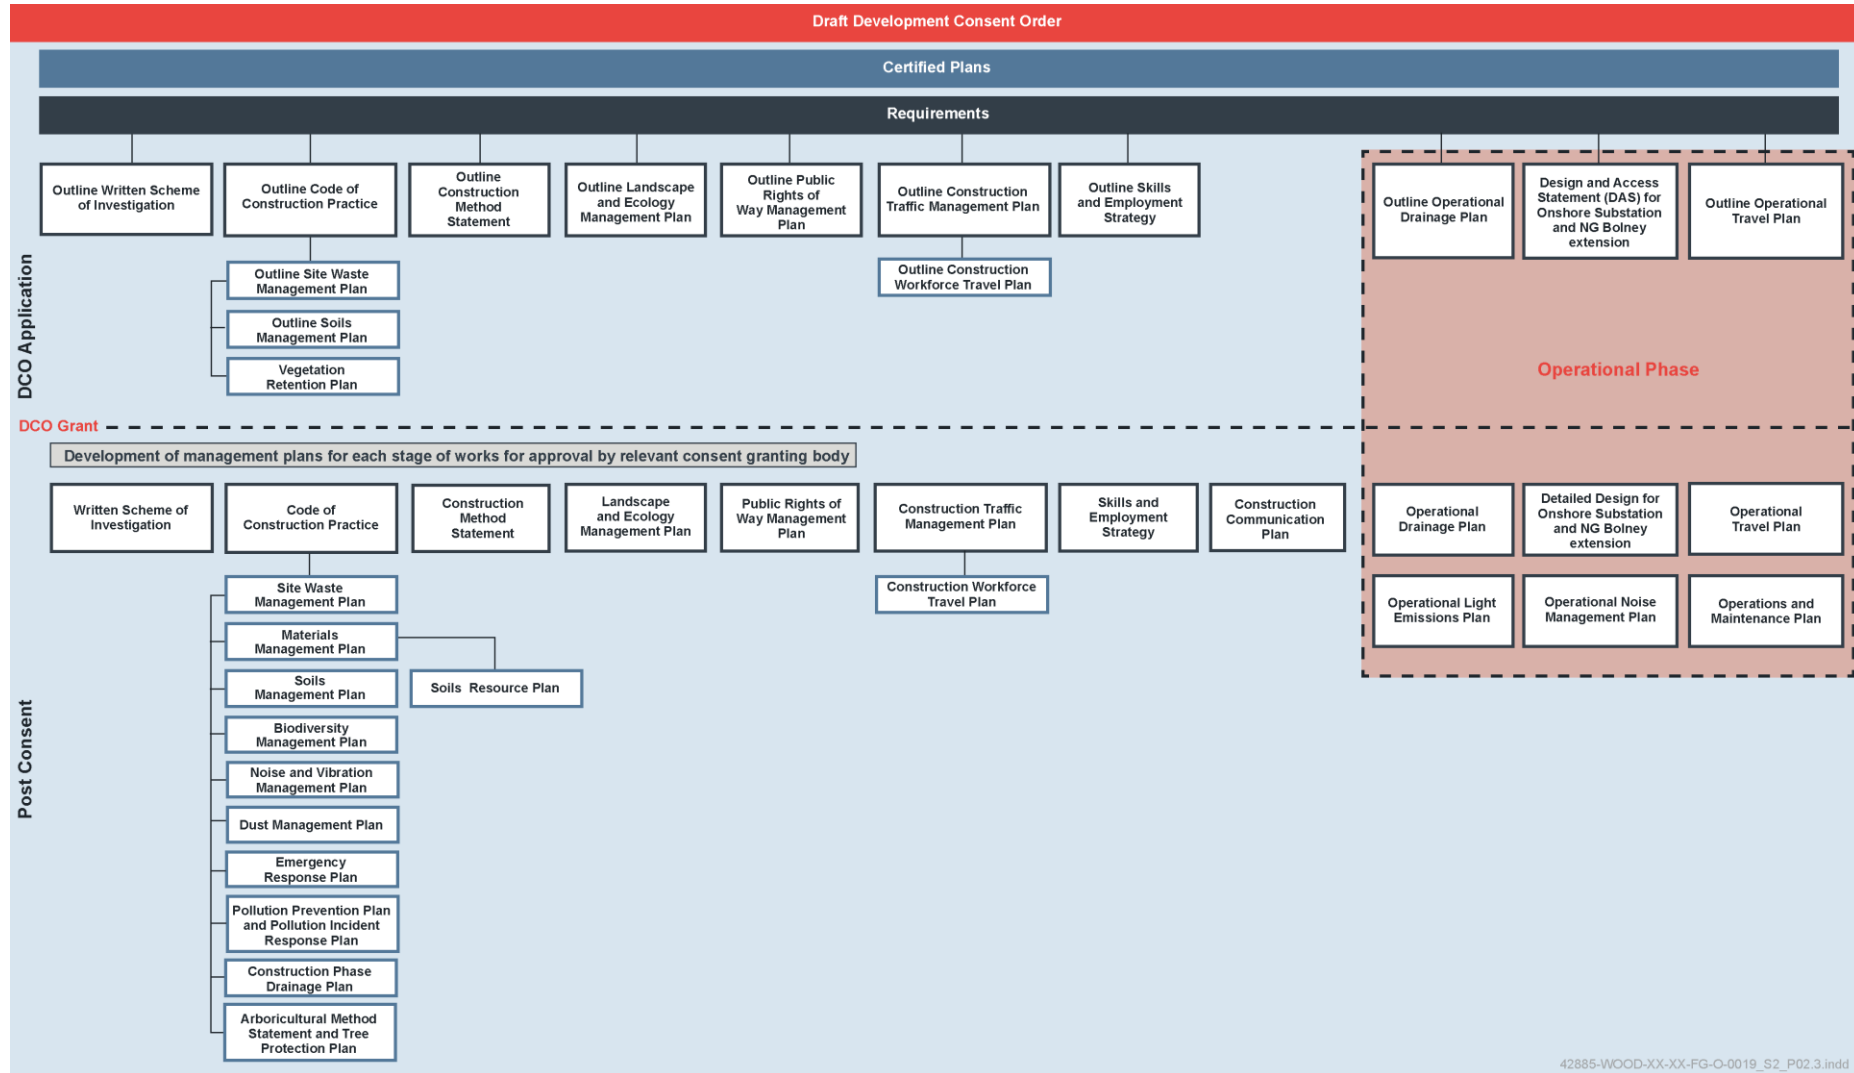 Draft Development Consent Order
Certified Plans
Requirements
Outline Written Scheme
of Investigation
Outline Code of
Construction Practice
Outline
Construction
Method
Statement
Outline Landscape
and Ecology
Management Plan
Outline Public
Rights of
Way Management
Plan
Outline Construction
Traffic Management Plan
Outline Skills
and Employment
Strategy
Outline Operational
Drainage Plan
Design and Access
Statement (DAS) for
Onshore Substation
and NG Bolney
extension
Outline Operational
Travel Plan
Outline Site Waste
Management Plan
Outline Soils
Management Plan
Vegetation
Retention Plan
Outline Construction
Workforce Travel Plan
DCO Application
Operational Phase
DCO Grant
Development of management plans for each stage of works for approval by relevant consent granting body
Written Scheme of
Investigation
Code of
Construction Practice
Construction
Method
Statement
Landscape
and Ecology
Management Plan
Public Rights of
Way Management
Plan
Construction Traffic
Management Plan
Skills and
Employment
Strategy
Construction
Communication
Plan
Operational
Drainage Plan
Detailed Design for
Onshore Substation
and NG Bolney
extension
Operational
Travel Plan
Site Waste
Management Plan
Materials
Management Plan
Soils
Management Plan
Soils Resource Plan
Biodiversity
Management Plan
Noise and Vibration
Management Plan
Dust Management Plan
Emergency
Response Plan
Pollution Prevention Plan
and Pollution Incident
Response Plan
Construction Phase
Drainage Plan
Arboricultural Method
Statement and Tree
Protection Plan
Construction Workforce
Travel Plan
Operational Light
Emissions Plan
Operational Noise
Management Plan
Operations and
Maintenance Plan
Post Consent
42885-WOOD-XX-XX-FG-O-0019_S2_P02.3.indd